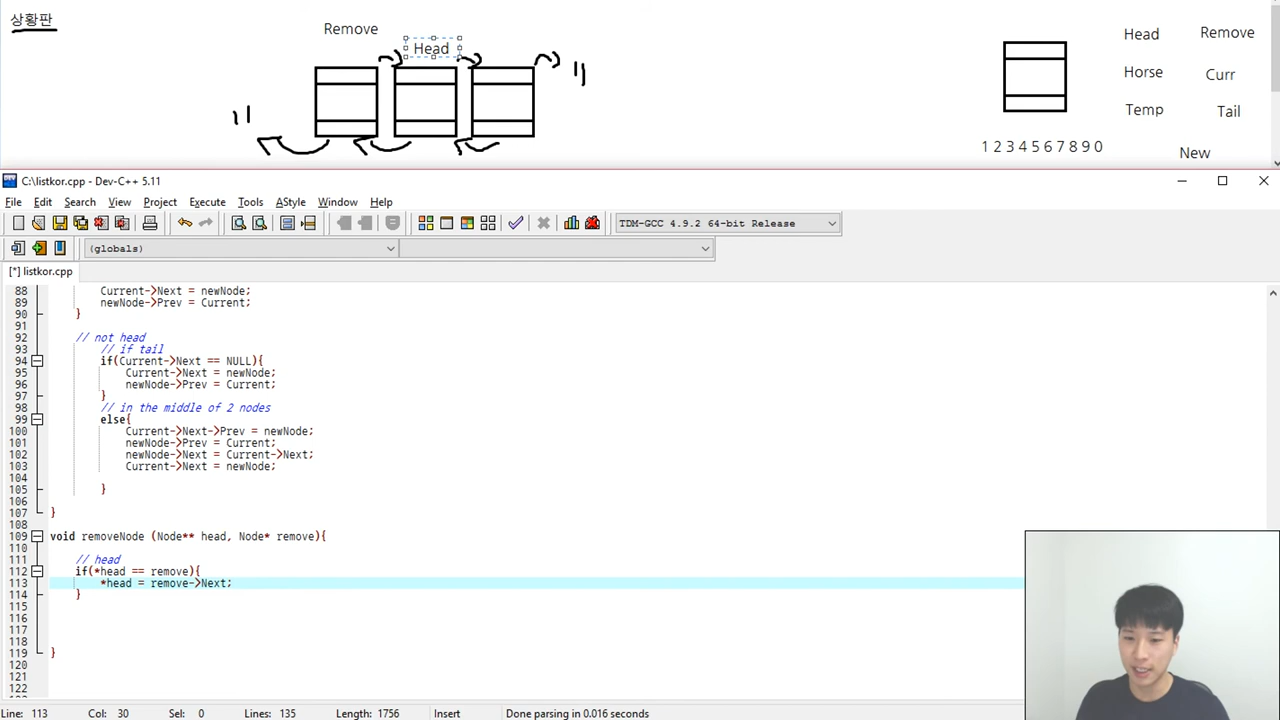 상황판
Remove
Head
Head
Remove
Horse
Curr
Temp
Tail
1 2 3 4 5 6 7 8 9 0
New
C:\listkor.cpp - Dev-C++ 5.11
File Edit Search View Project Execute Tools AStyle Window Help
TDM-GCC 4.9.2 64-bit Release
(globals)
[*] listkor.cpp
88 Current->Next = newNode;
89 newNode->Prev = Current;
90 }
91
92 // not head
93 // if tail
94 if(Current->Next == NULL){
95 Current->Next = newNode;
96 newNode->Prev = Current;
97 }
98 // in the middle of 2 nodes
99 else{
100 Current->Next->Prev = newNode;
101 newNode->Prev = Current;
102 newNode->Next = Current->Next;
103 Current->Next = newNode;
104
105 }
106
107 }
108
109 void removeNode (Node** head, Node* remove){
110
111 // head
112 if(*head == remove){
113 *head = remove->Next;
114 }
115
116
117
118
119 }
120
121
122
Line: 113 Col: 30 Sel: 0 Lines: 135 Length: 1756 Insert Done parsing in 0.016 seconds